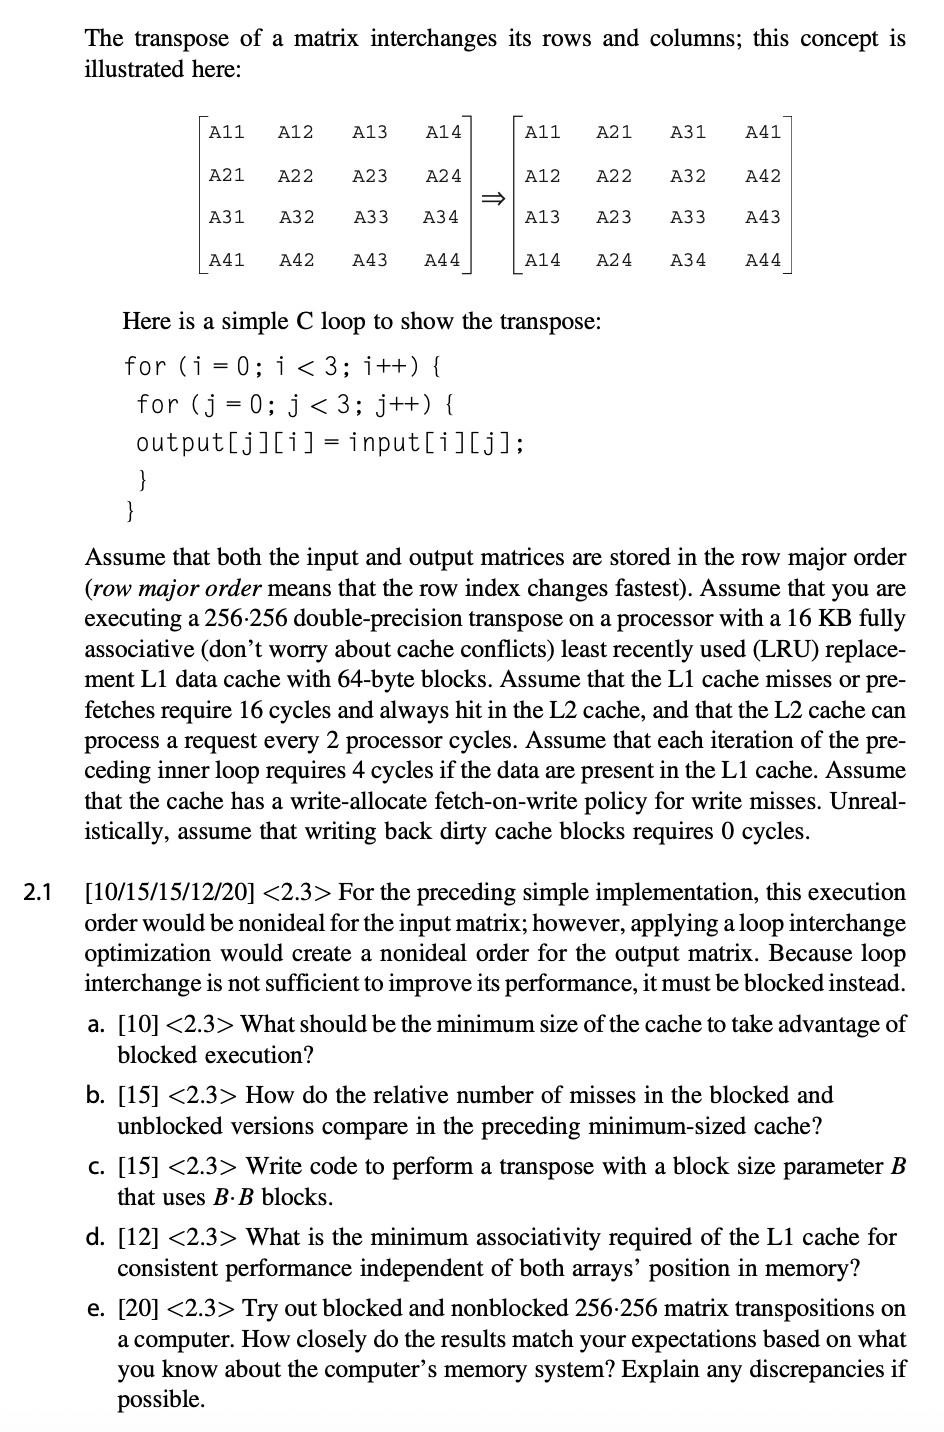 The transpose of a matrix interchanges its rows and columns; this concept is
illustrated here:
A11 A12 A13 A14 A11 A21 A31 A41
A21 A22 A23 A24 A12 A22 A32 A42
⇒
A31 A32 A33 A34 A13 A23 A33 A43
A41 A42 A43 A44 A14 A24 A34 A44
Here is a simple C loop to show the transpose:
for (i = 0; i < 3; i++) {
for (j = 0; j < 3; j++) {
output[j][i] = input[i][j];
}
}
Assume that both the input and output matrices are stored in the row major order
(row major order means that the row index changes fastest). Assume that you are
executing a 256·256 double-precision transpose on a processor with a 16 KB fully
associative (don't worry about cache conflicts) least recently used (LRU) replace-
ment L1 data cache with 64-byte blocks. Assume that the L1 cache misses or pre-
fetches require 16 cycles and always hit in the L2 cache, and that the L2 cache can
process a request every 2 processor cycles. Assume that each iteration of the pre-
ceding inner loop requires 4 cycles if the data are present in the L1 cache. Assume
that the cache has a write-allocate fetch-on-write policy for write misses. Unreal-
istically, assume that writing back dirty cache blocks requires 0 cycles.
2.1 [10/15/15/12/20] <2.3> For the preceding simple implementation, this execution
order would be nonideal for the input matrix; however, applying a loop interchange
optimization would create a nonideal order for the output matrix. Because loop
interchange is not sufficient to improve its performance, it must be blocked instead.
a. [10] <2.3> What should be the minimum size of the cache to take advantage of
blocked execution?
b. [15] <2.3> How do the relative number of misses in the blocked and
unblocked versions compare in the preceding minimum-sized cache?
c. [15] <2.3> Write code to perform a transpose with a block size parameter B
that uses B·B blocks.
d. [12] <2.3> What is the minimum associativity required of the L1 cache for
consistent performance independent of both arrays' position in memory?
e. [20] <2.3> Try out blocked and nonblocked 256·256 matrix transpositions on
a computer. How closely do the results match your expectations based on what
you know about the computer's memory system? Explain any discrepancies if
possible.